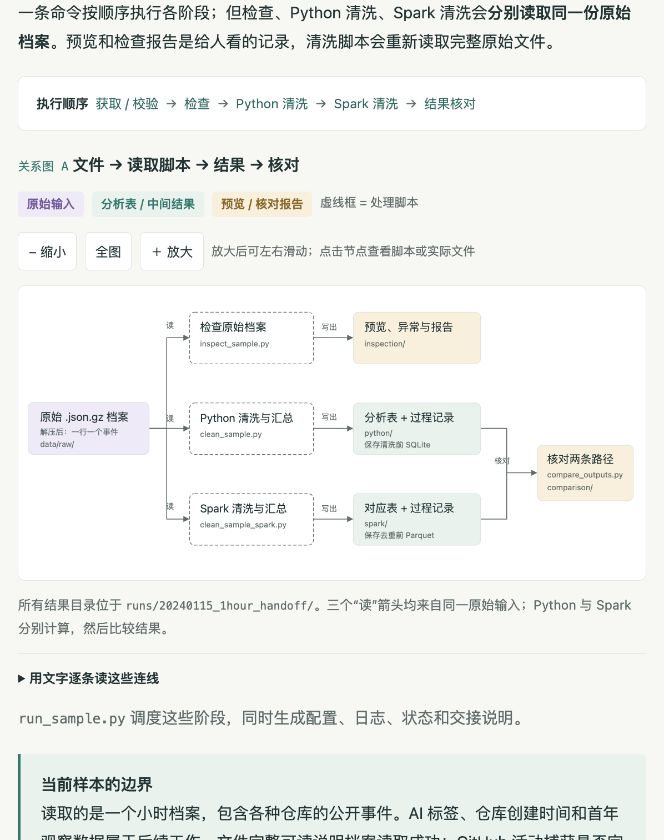 一条命令按顺序执行各阶段；但检查、Python 清洗、Spark 清洗会分别读取同一份原始
档案。预览和检查报告是给人看的记录，清洗脚本会重新读取完整原始文件。
执行顺序 获取 / 校验 → 检查 → Python 清洗 → Spark 清洗 → 结果核对
关系图 A 文件 → 读取脚本 → 结果 → 核对
原始输入 分析表 / 中间结果 预览 / 核对报告 虚线框 = 处理脚本
− 缩小 全图 ＋ 放大 放大后可左右滑动；点击节点查看脚本或实际文件
读
检查原始档案
inspect_sample.py
写出
预览、异常与报告
inspection/
原始 .json.gz 档案
解压后：一行一个事件
data/raw/
读
Python 清洗与汇总
clean_sample.py
写出
分析表 + 过程记录
python/
保存清洗前 SQLite
核对
核对两条路径
compare_outputs.py
comparison/
读
Spark 清洗与汇总
clean_sample_spark.py
写出
对应表 + 过程记录
spark/
保存去重前 Parquet
所有结果目录位于 runs/20240115_1hour_handoff/。三个“读”箭头均来自同一原始输入；Python 与 Spark
分别计算，然后比较结果。
▶ 用文字逐条读这些连线
run_sample.py 调度这些阶段，同时生成配置、日志、状态和交接说明。
当前样本的边界
读取的是一个小时档案，包含各种仓库的公开事件。AI 标签、仓库创建时间和首年